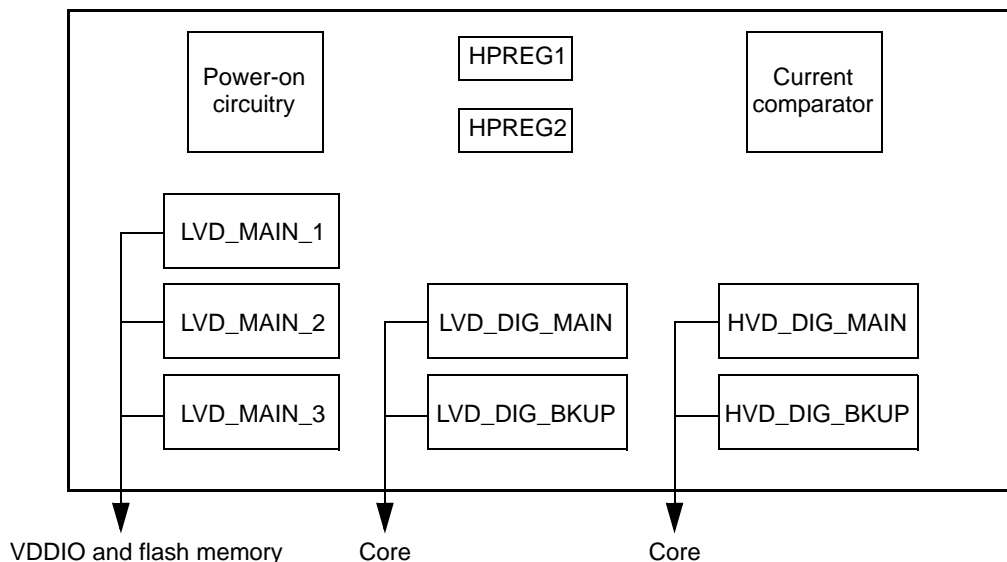 Power-on
circuitry
HPREG1
HPREG2
Current
comparator
LVD_MAIN_1
LVD_MAIN_2
LVD_MAIN_3
LVD_DIG_MAIN
LVD_DIG_BKUP
HVD_DIG_MAIN
HVD_DIG_BKUP
VDDIO and flash memory
Core
Core